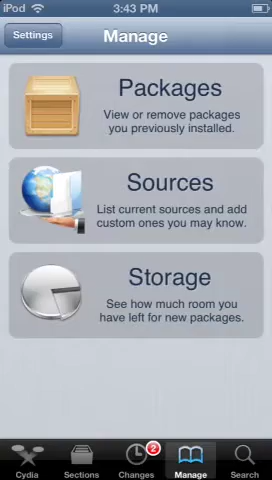 iPod 3:43 PM
Settings Manage
Packages
View or remove packages
you previously installed.
Sources
List current sources and add
custom ones you may know.
Storage
See how much room you
have left for new packages.
2
Cydia Sections Changes Manage Search